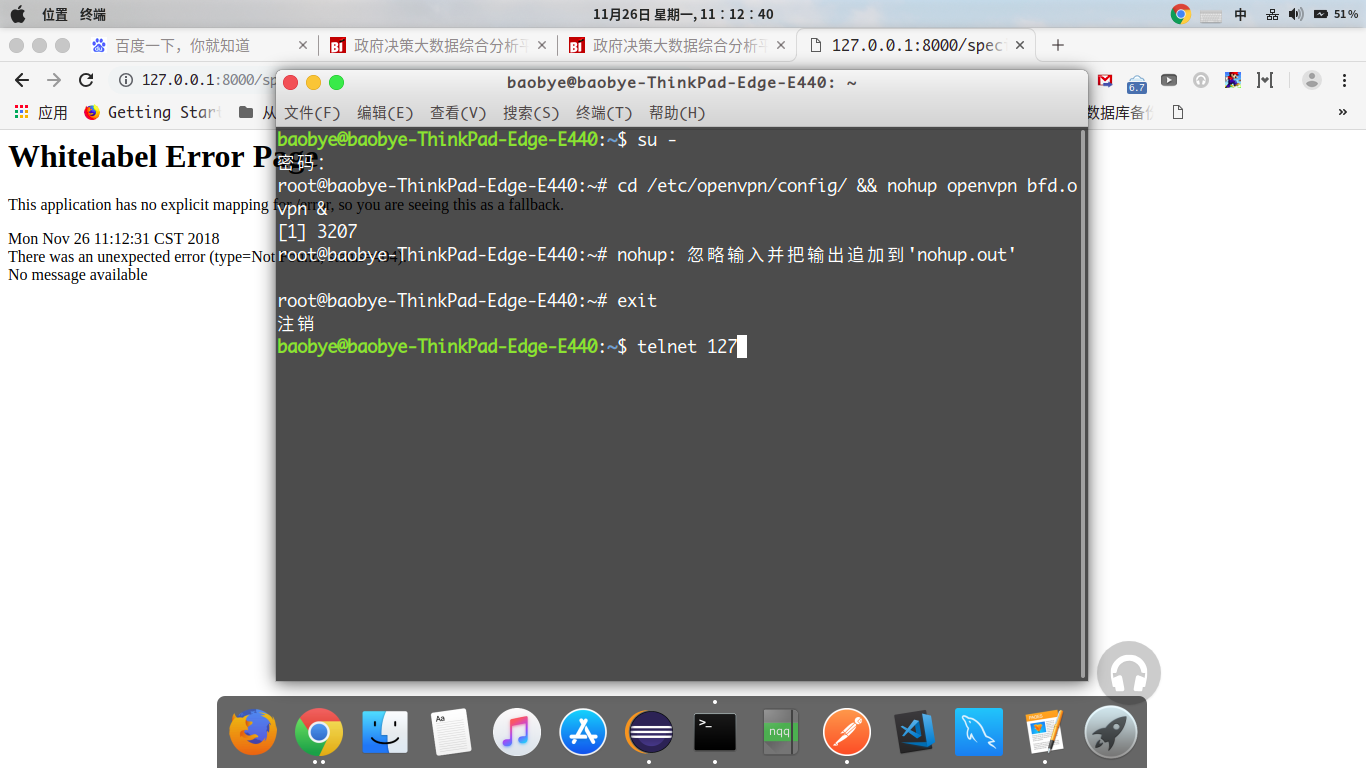 位置 终端
11月26日 星期一, 11:12:40
中
51%
百度一下，你就知道
政府决策大数据综合分析平
政府决策大数据综合分析平
127.0.0.1:8000/spec
127.0.0.1:8000/spe
6.7
应用
Getting Star
从
数据库备份
»
baobye@baobye-ThinkPad-Edge-E440: ~
文件(F) 编辑(E) 查看(V) 搜索(S) 终端(T) 帮助(H)
baobye@baobye-ThinkPad-Edge-E440:~$ su -
密码：
root@baobye-ThinkPad-Edge-E440:~# cd /etc/openvpn/config/ && nohup openvpn bfd.o
vpn &
[1] 3207
root@baobye-ThinkPad-Edge-E440:~# nohup: 忽略输入并把输出追加到'nohup.out'
root@baobye-ThinkPad-Edge-E440:~# exit
注销
baobye@baobye-ThinkPad-Edge-E440:~$ telnet 127
Whitelabel Error Page
This application has no explicit mapping for /error, so you are seeing this as a fallback.
Mon Nov 26 11:12:31 CST 2018
There was an unexpected error (type=Not
No message available
Aa
>_
nqq